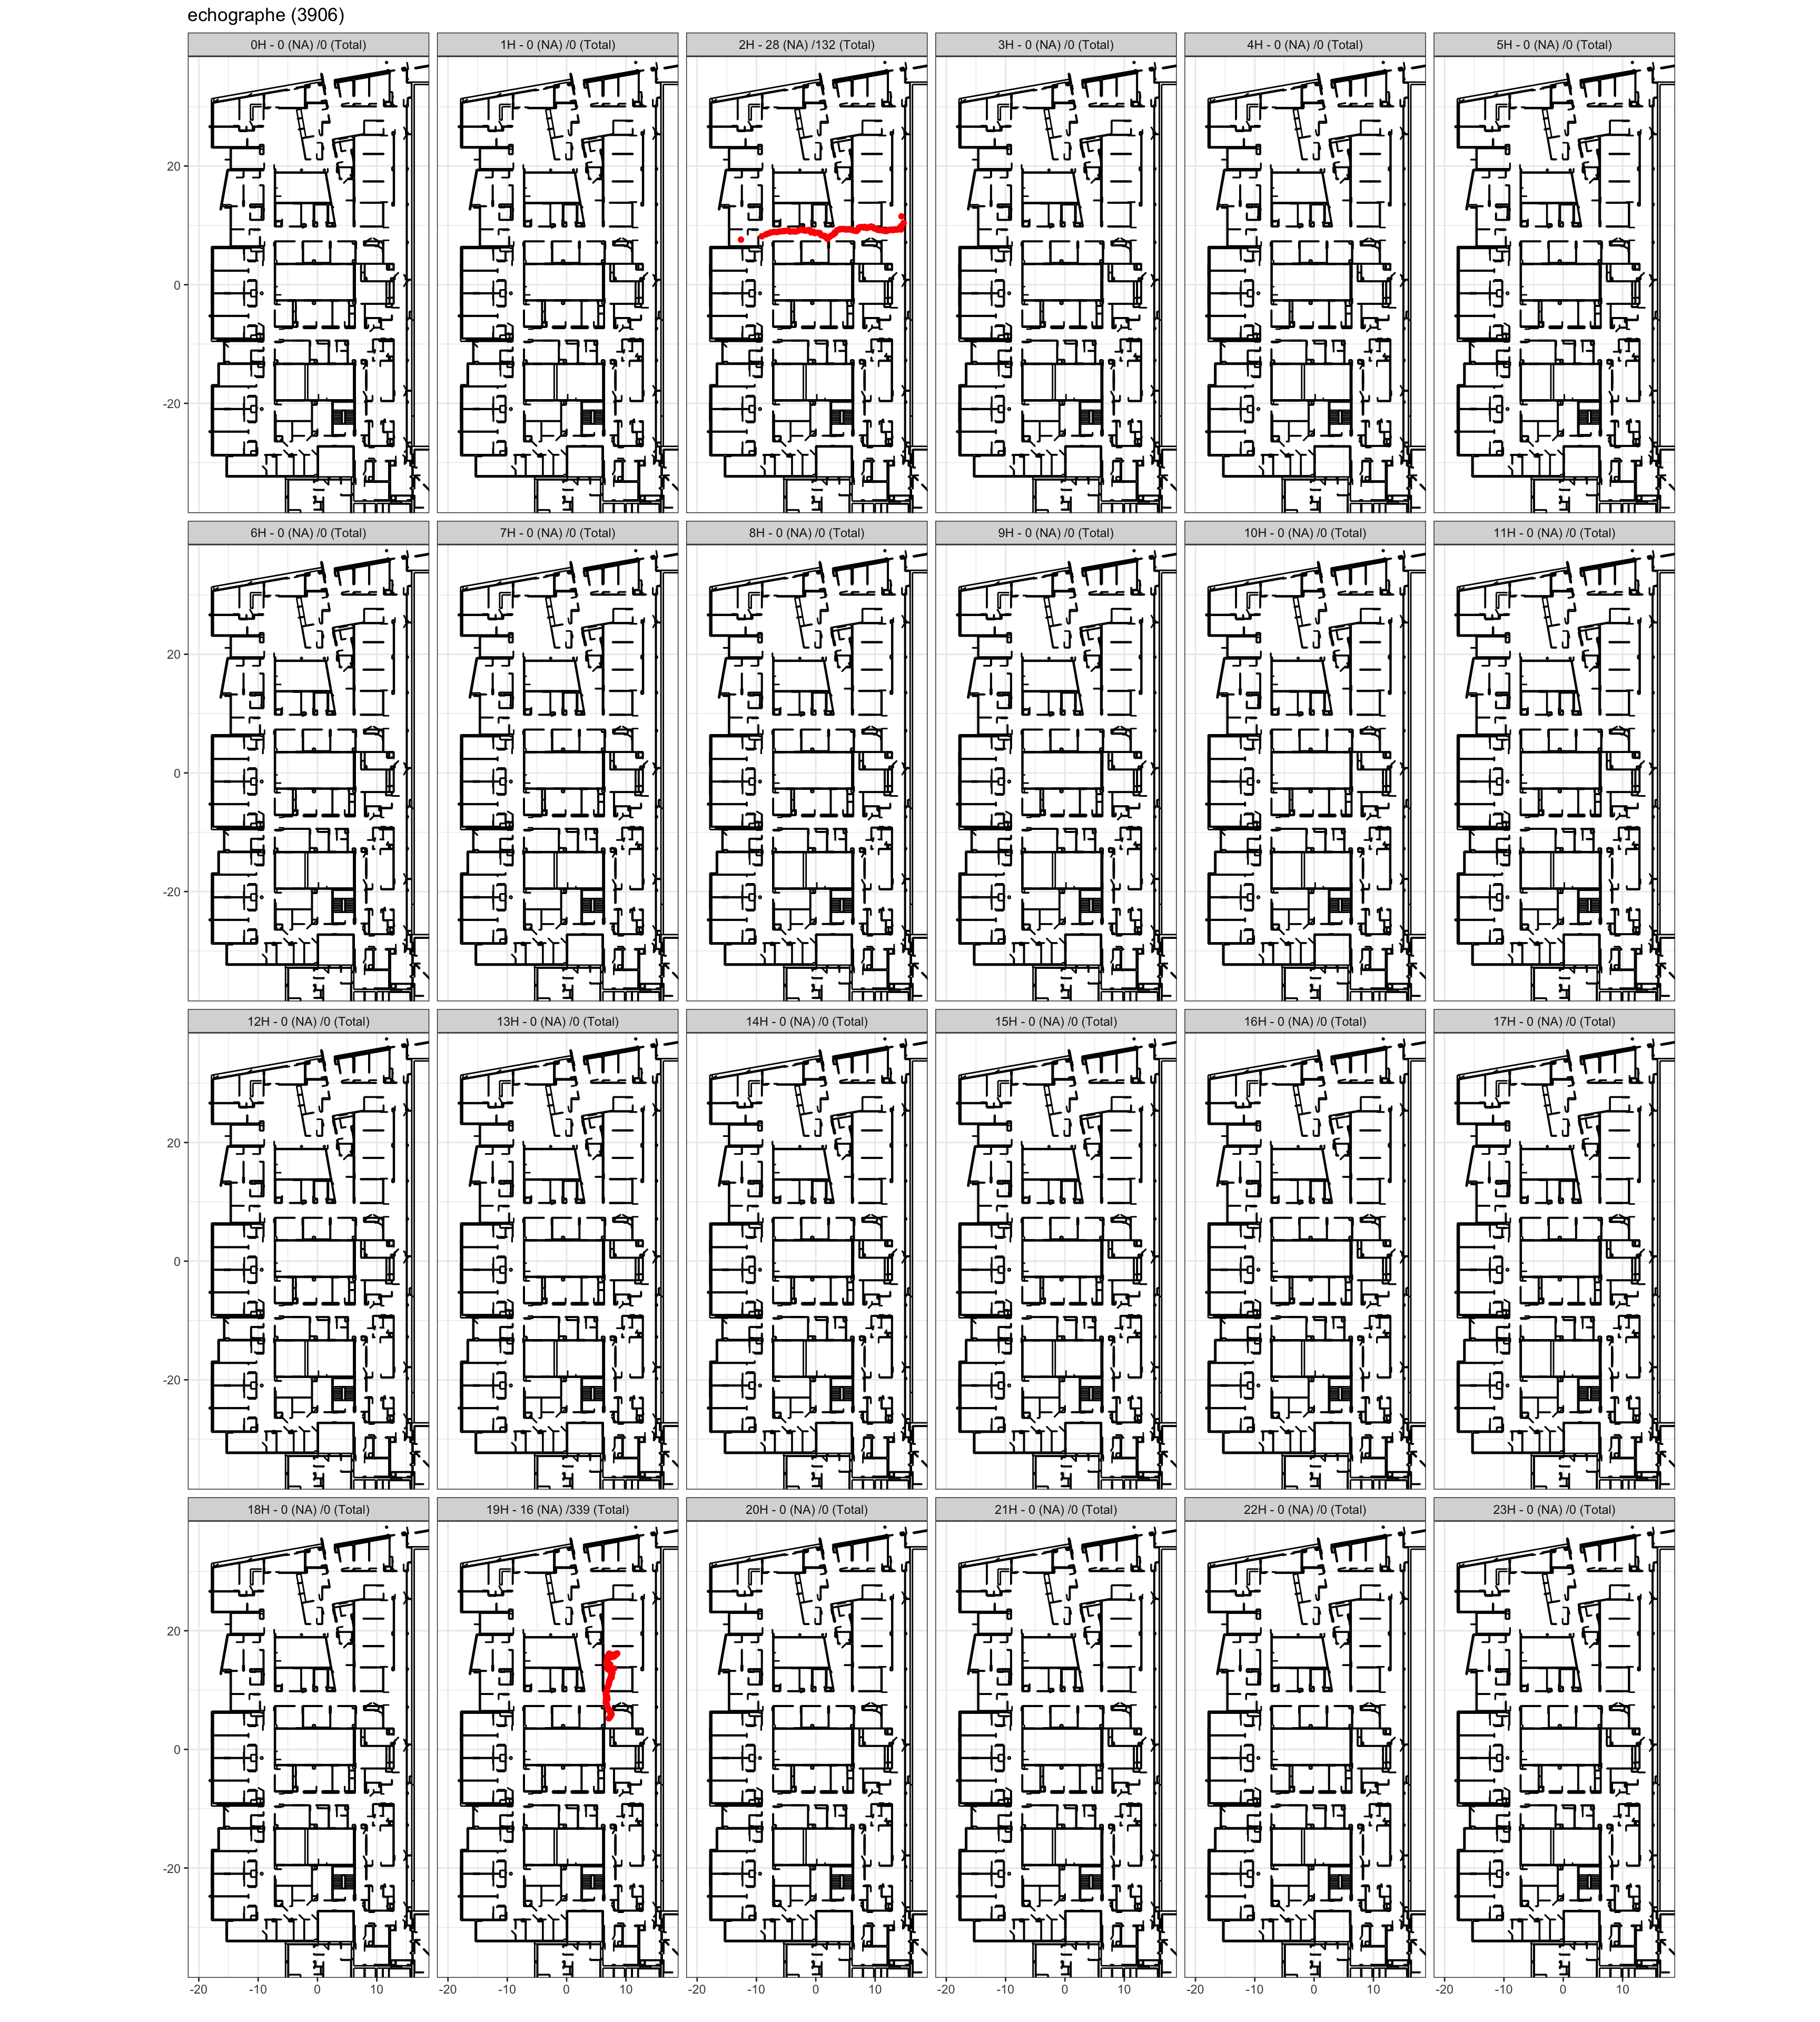 echographe (3906)
0H - 0 (NA) /0 (Total) 1H - 0 (NA) /0 (Total) 2H - 28 (NA) /132 (Total) 3H - 0 (NA) /0 (Total) 4H - 0 (NA) /0 (Total) 5H - 0 (NA) /0 (Total)
20
0
-20
6H - 0 (NA) /0 (Total) 7H - 0 (NA) /0 (Total) 8H - 0 (NA) /0 (Total) 9H - 0 (NA) /0 (Total) 10H - 0 (NA) /0 (Total) 11H - 0 (NA) /0 (Total)
20
0
-20
12H - 0 (NA) /0 (Total) 13H - 0 (NA) /0 (Total) 14H - 0 (NA) /0 (Total) 15H - 0 (NA) /0 (Total) 16H - 0 (NA) /0 (Total) 17H - 0 (NA) /0 (Total)
20
0
-20
18H - 0 (NA) /0 (Total) 19H - 16 (NA) /339 (Total) 20H - 0 (NA) /0 (Total) 21H - 0 (NA) /0 (Total) 22H - 0 (NA) /0 (Total) 23H - 0 (NA) /0 (Total)
20
0
-20
-20 -10 0 10 -20 -10 0 10 -20 -10 0 10 -20 -10 0 10 -20 -10 0 10 -20 -10 0 10